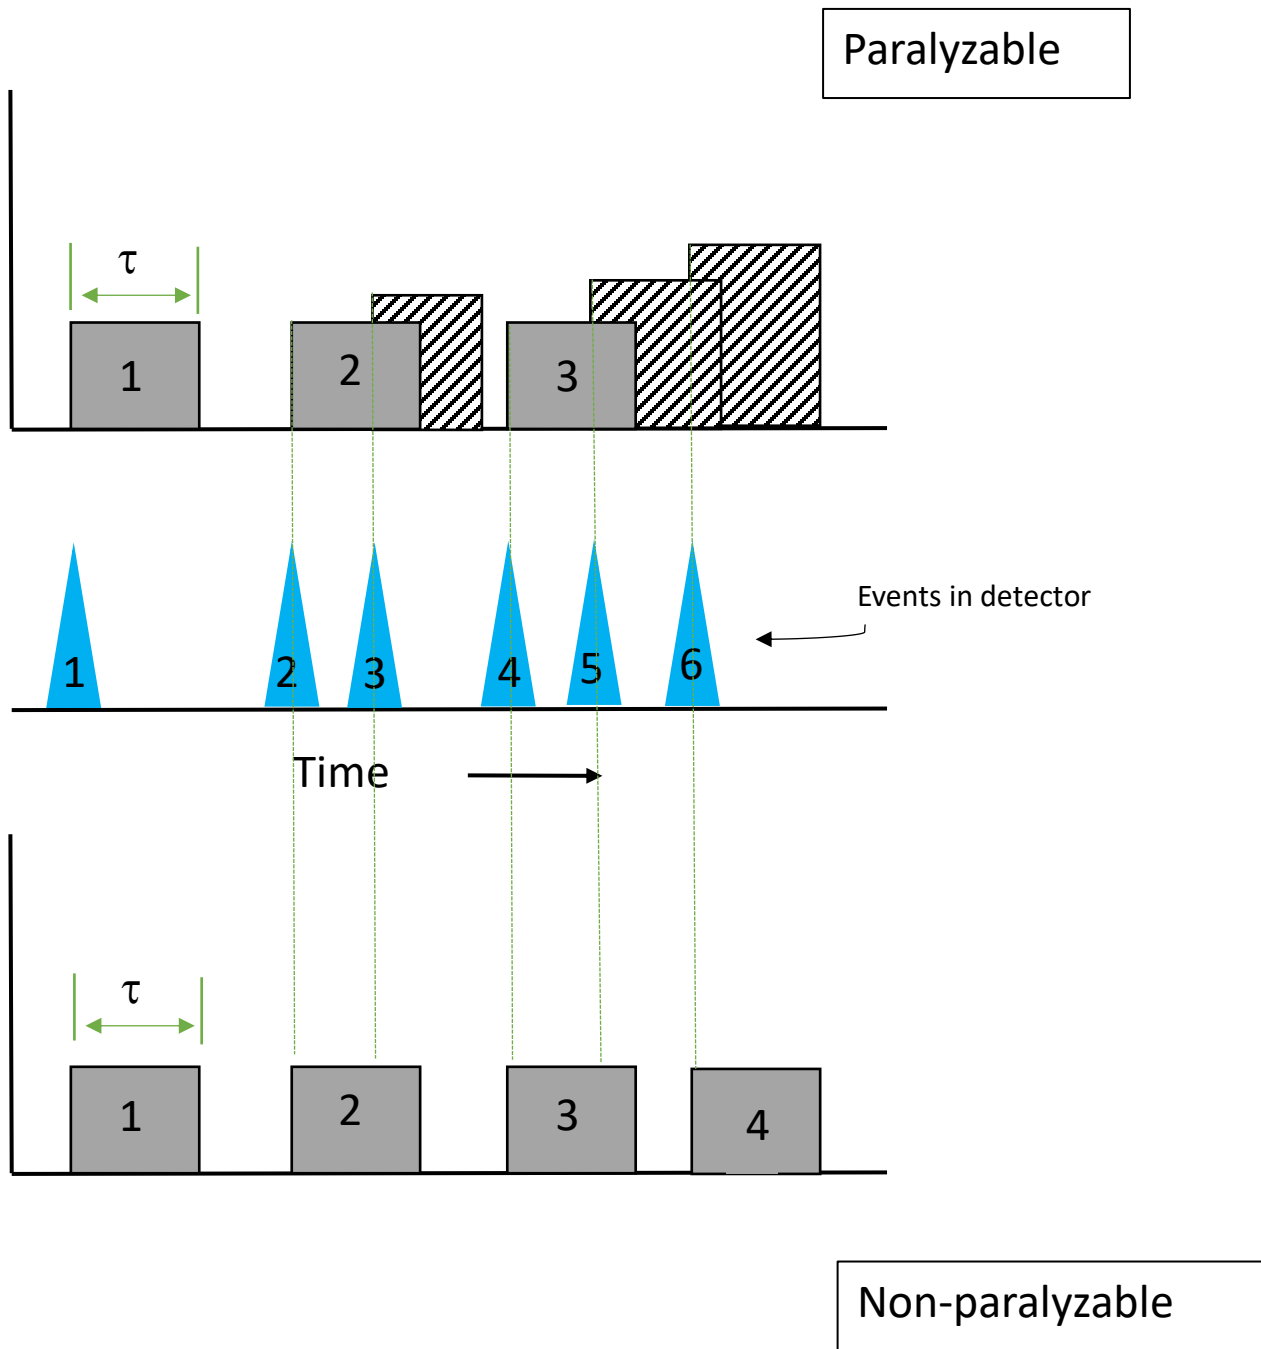 Paralyzable
τ
1 2 3
Events in detector
1 2 3 4 5 6
Time
τ
1 2 3 4
Non-paralyzable